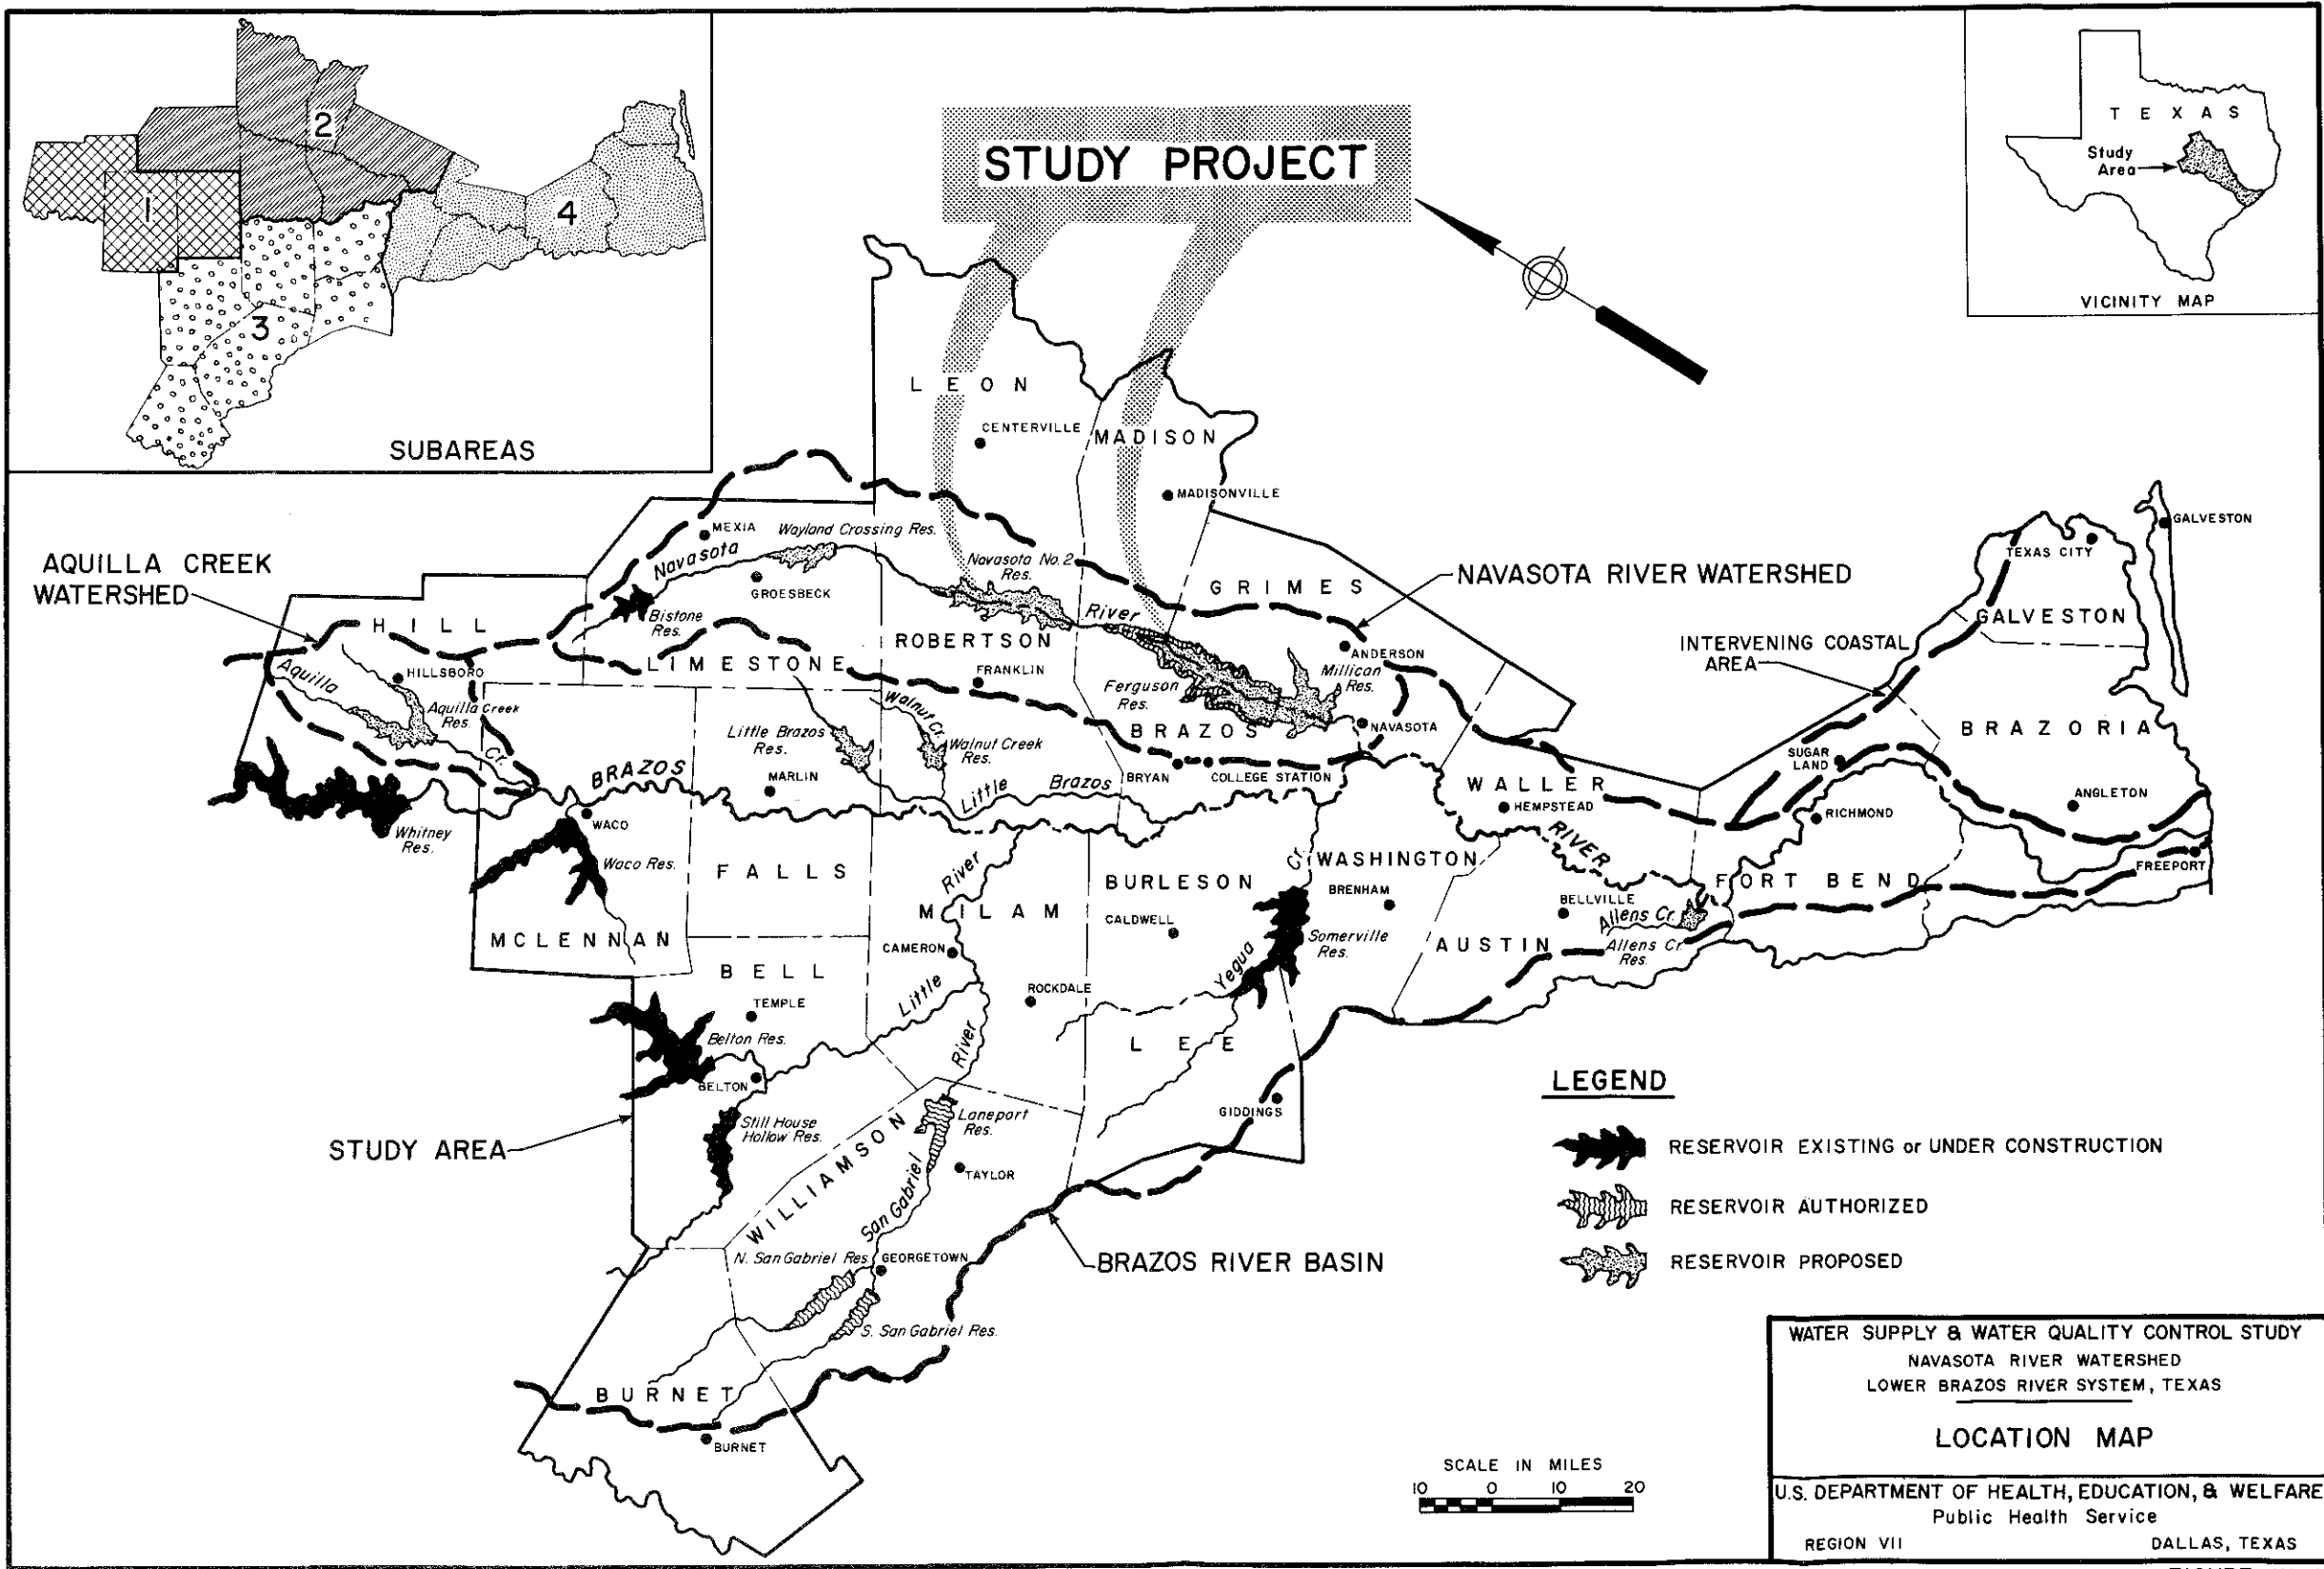 1
2
3
4
SUBAREAS
STUDY PROJECT
TEXAS
Study
Area
VICINITY MAP
LEON
CENTERVILLE
MADISON
MADISONVILLE
MEXIA
Wayland Crossing Res.
Navasota
GROESBECK
Navasota No. 2
Res.
River
GRIMES
NAVASOTA RIVER WATERSHED
AQUILLA CREEK
WATERSHED
HILL
Bistone
Res.
LIMESTONE
ROBERTSON
FRANKLIN
HILLSBORO
Aquilla
Aquilla Creek
Res.
Cr.
Walnut Cr.
Little Brazos
Res.
Walnut Creek
Res.
MARLIN
BRAZOS
Little
Brazos
Ferguson
Res.
Millican
Res.
ANDERSON
NAVASOTA
BRAZOS
BRYAN
COLLEGE STATION
WALLER
HEMPSTEAD
RIVER
INTERVENING COASTAL
AREA
GALVESTON
TEXAS CITY
GALVESTON
BRAZORIA
SUGAR
LAND
RICHMOND
ANGLETON
FREEPORT
FORT BEND
Whitney
Res.
WACO
Waco Res.
FALLS
MCLENNAN
BELL
TEMPLE
Belton Res.
BELTON
Still House
Hollow Res.
STUDY AREA
River
MILAM
CAMERON
Little
River
ROCKDALE
BURLESON
CALDWELL
Cr.
WASHINGTON
BRENHAM
Somerville
Res.
Yegua
AUSTIN
BELLVILLE
Allens Cr.
Allens Cr.
Res.
LEE
GIDDINGS
WILLIAMSON
Laneport
Res.
TAYLOR
San Gabriel
N. San Gabriel Res.
GEORGETOWN
S. San Gabriel Res.
BRAZOS RIVER BASIN
BURNET
BURNET
LEGEND
RESERVOIR EXISTING or UNDER CONSTRUCTION
RESERVOIR AUTHORIZED
RESERVOIR PROPOSED
SCALE IN MILES
10 0 10 20
WATER SUPPLY & WATER QUALITY CONTROL STUDY
NAVASOTA RIVER WATERSHED
LOWER BRAZOS RIVER SYSTEM, TEXAS
LOCATION MAP
U.S. DEPARTMENT OF HEALTH, EDUCATION, & WELFARE
Public Health Service
REGION VII DALLAS, TEXAS